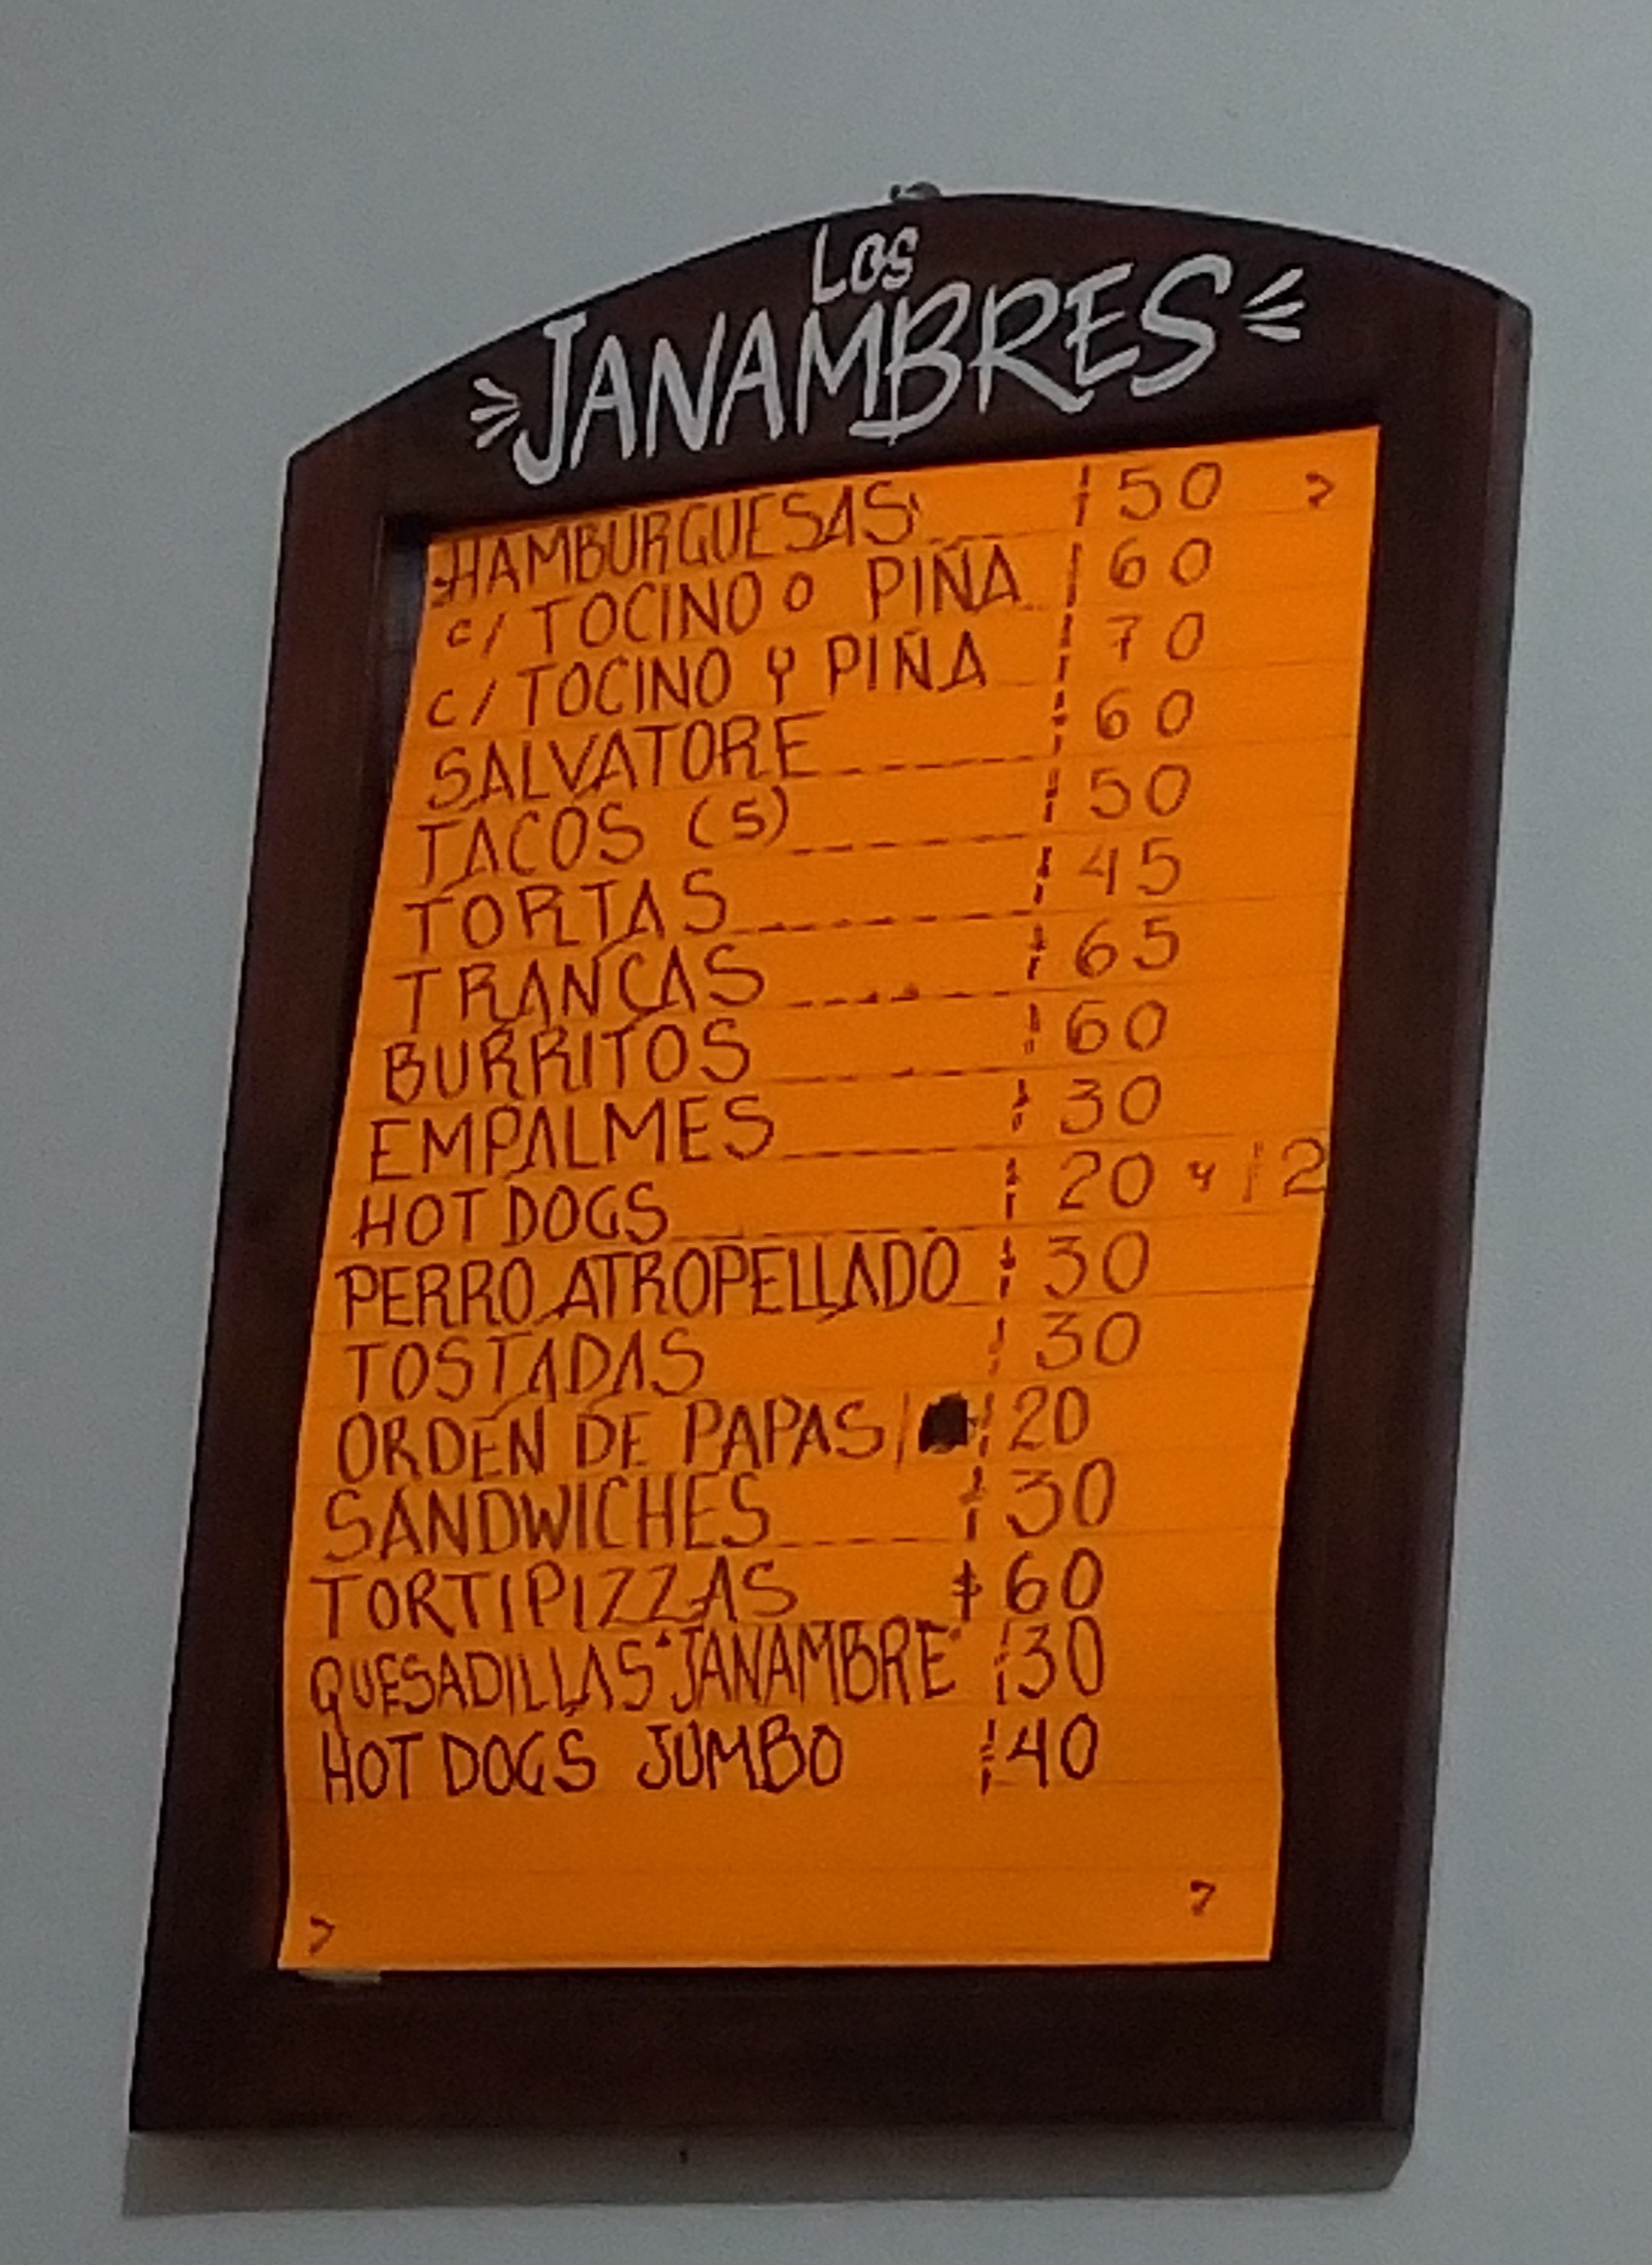 Los
JANAMBRES
HAMBURGUESAS $50
c/ TOCINO o PIÑA $60
c/ TOCINO Y PIÑA $70
SALVATORE $60
TACOS (5) $50
TORTAS $45
TRANCAS $65
BURRITOS $60
EMPALMES $30
HOT DOGS $20 y $12
PERRO ATROPELLADO $30
TOSTADAS $30
ORDEN DE PAPAS / $20
SANDWICHES $30
TORTIPIZZAS $60
QUESADILLAS "JANAMBRE" $30
HOT DOGS JUMBO $40